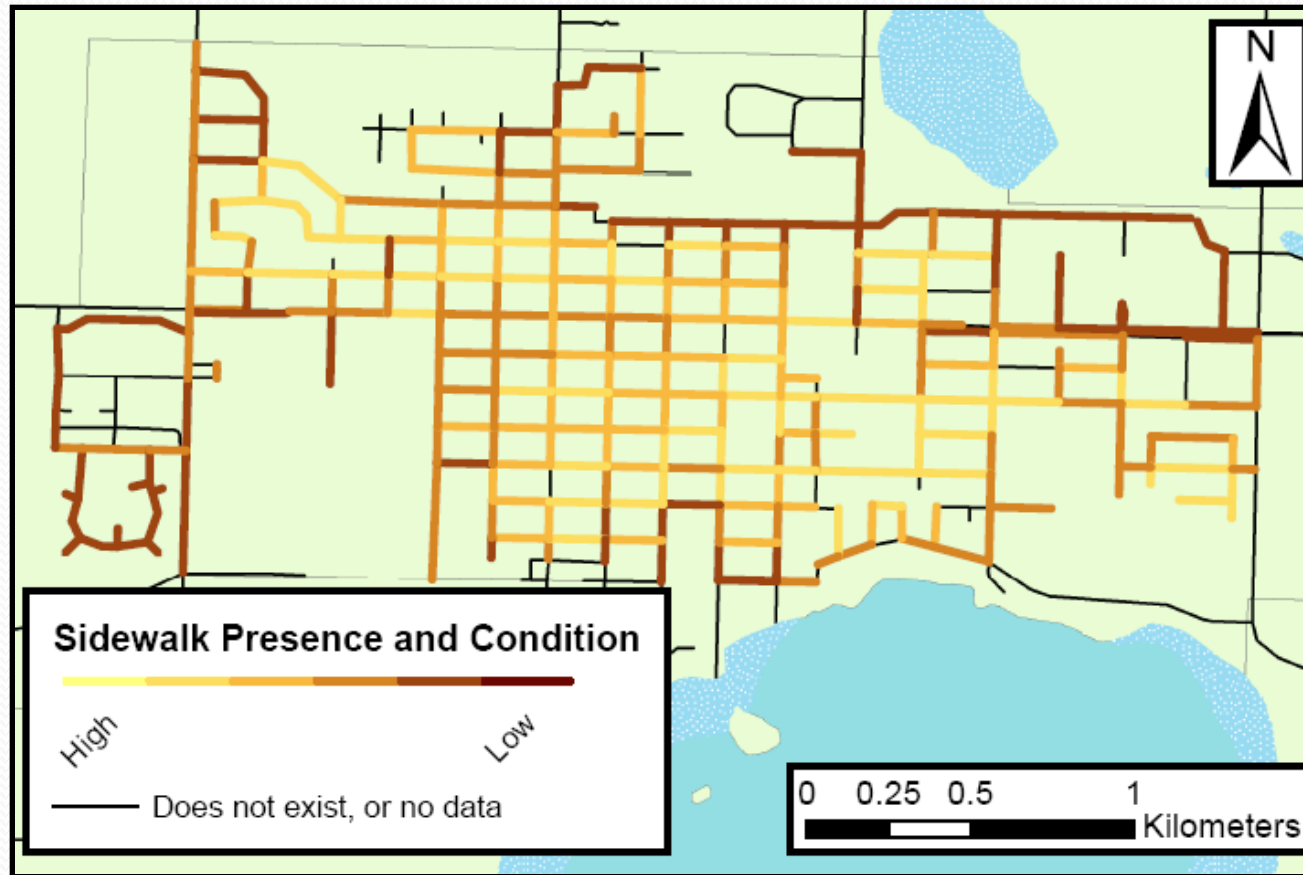 N
Sidewalk Presence and Condition
High
Low
Does not exist, or no data
0 0.25 0.5 1
Kilometers